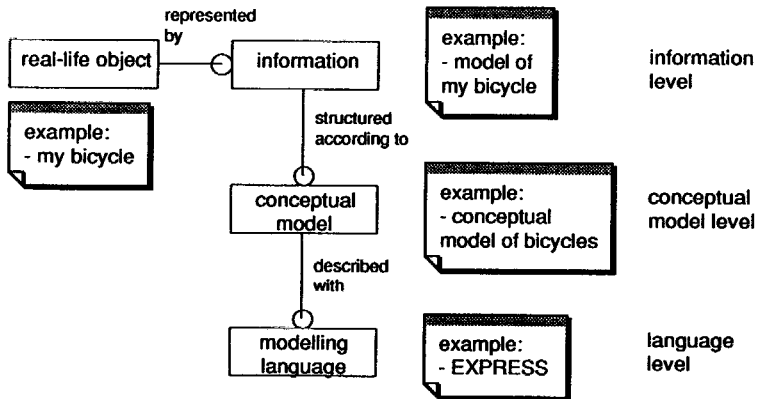 represented
by
real-life object
information
example:
- model of
my bicycle
information
level
example:
- my bicycle
structured
according to
conceptual
model
example:
- conceptual
model of bicycles
conceptual
model level
described
with
modelling
language
example:
- EXPRESS
language
level